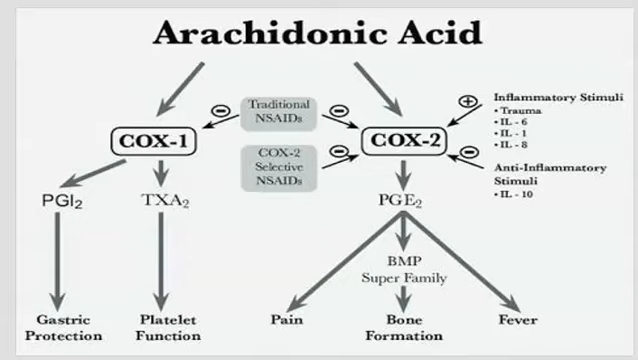 Arachidonic Acid
Traditional
NSAIDs
COX-1
COX-2
Selective
NSAIDs
COX-2
Inflammatory Stimuli
• Trauma
• IL - 6
• IL - 1
• IL - 8
Anti-Inflammatory
Stimuli
• IL - 10
PGI2
TXA2
PGE2
BMP
Super Family
Gastric
Protection
Platelet
Function
Pain
Bone
Formation
Fever